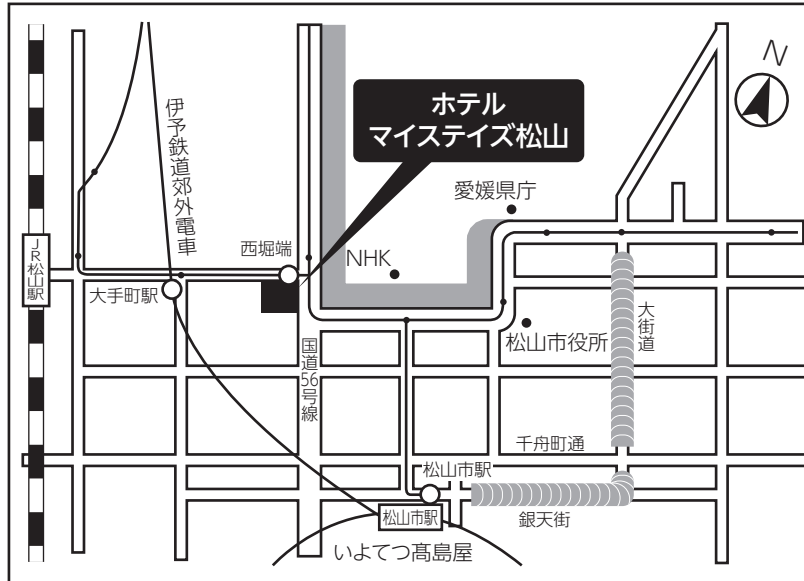 N
ホテル
マイステイズ松山
伊予鉄道郊外電車
愛媛県庁
西堀端
NHK
JR松山駅
大手町駅
国道56号線
松山市役所
大街道
千舟町通
松山市駅
松山市駅
銀天街
いよてつ髙島屋